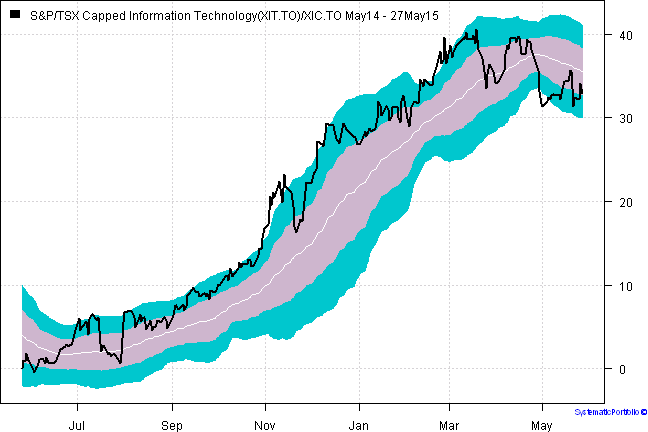 S&P/TSX Capped Information Technology(XIT.TO)/XIC.TO May14 - 27May15
40
30
20
10
0
Jul Sep Nov Jan Mar May
SystematicPortfolio ©